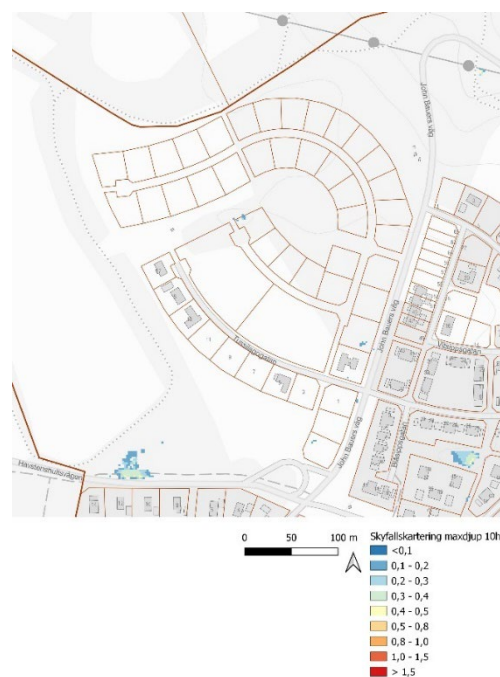 John Bauers väg
John Bauers väg
John Bauers väg
Havstenshultsvägen
0
50
100 m
Skyfallskartering maxdjup 10h
<0,1
0,1 - 0,2
0,2 - 0,3
0,3 - 0,4
0,4 - 0,5
0,5 - 0,8
0,8 - 1,0
1,0 - 1,5
> 1,5